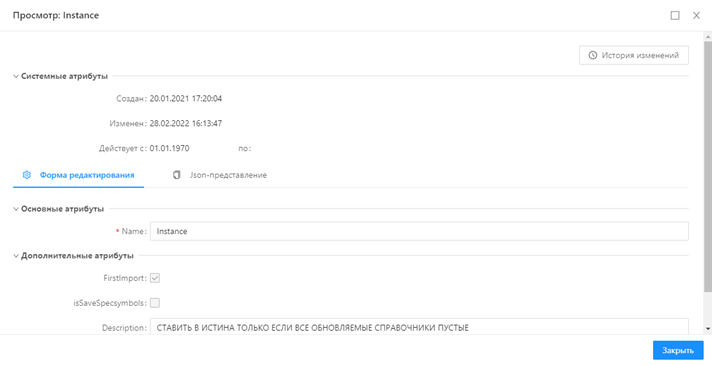 Просмотр: Instance
История изменений
Системные атрибуты
Создан: 20.01.2021 17:20:04
Изменен: 28.02.2022 16:13:47
Действует с: 01.01.1970 по:
Форма редактирования Json-представление
Основные атрибуты
* Name: Instance
Дополнительные атрибуты
FirstImport:
isSaveSpecsymbols:
Description: СТАВИТЬ В ИСТИНА ТОЛЬКО ЕСЛИ ВСЕ ОБНОВЛЯЕМЫЕ СПРАВОЧНИКИ ПУСТЫЕ
Закрыть